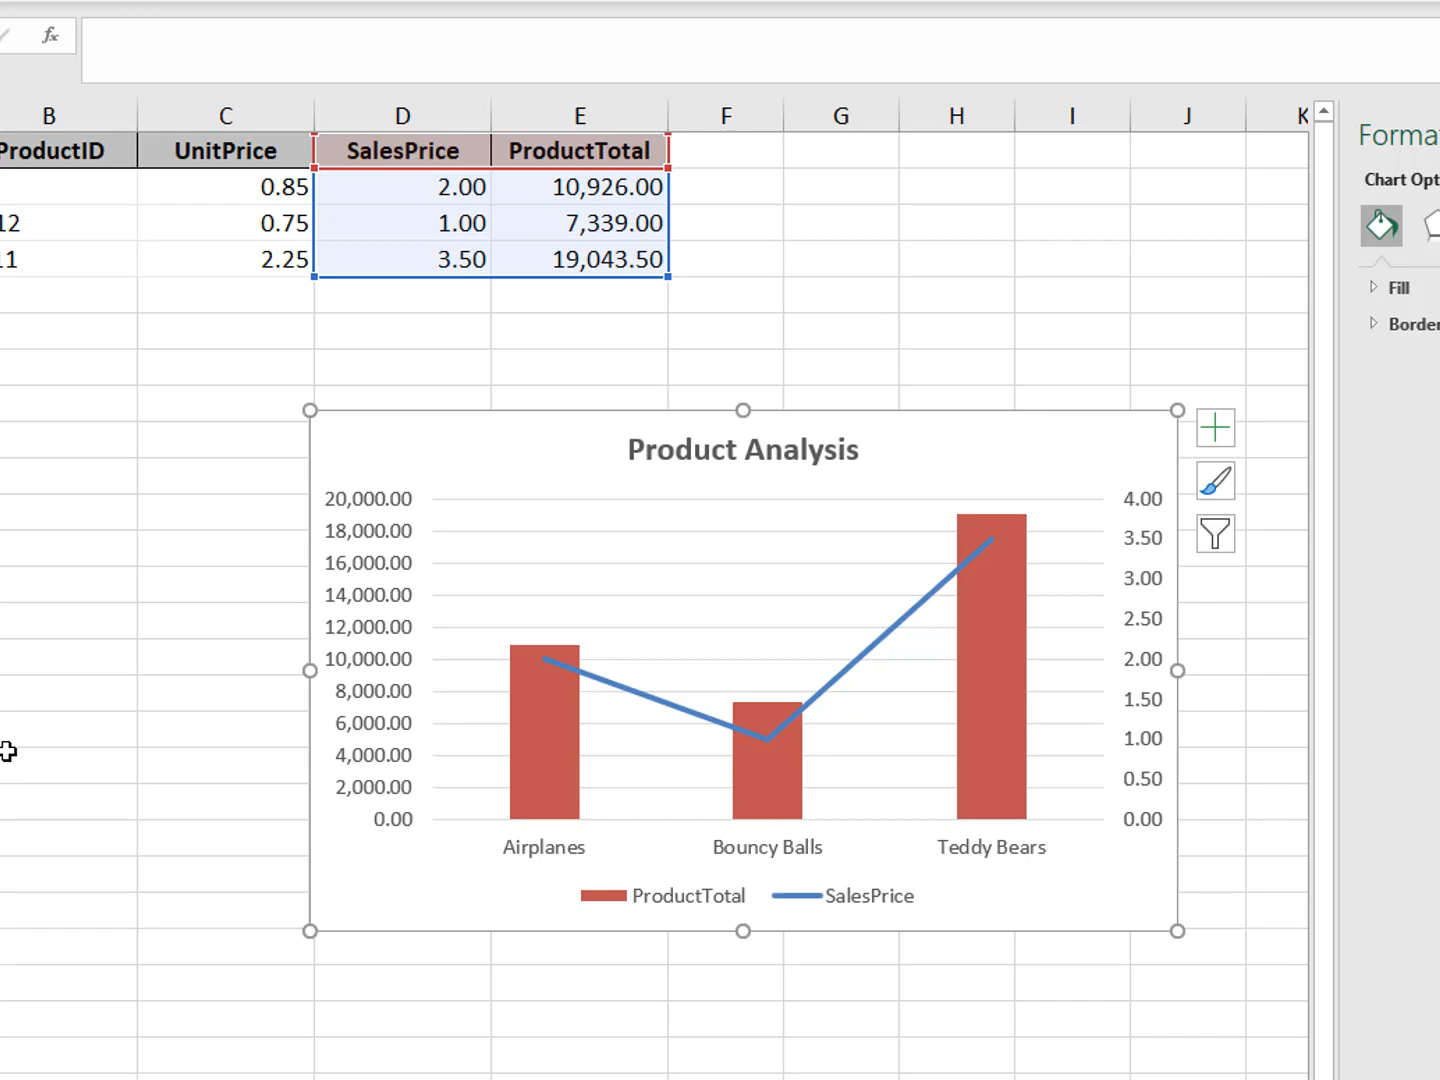 fx
B C D E F G H I J K
ProductID UnitPrice SalesPrice ProductTotal
0.85 2.00 10,926.00
12 0.75 1.00 7,339.00
11 2.25 3.50 19,043.50
Forma
Chart Opt
Fill
Border
Product Analysis
20,000.00 4.00
18,000.00 3.50
16,000.00 3.00
14,000.00 2.50
12,000.00
10,000.00 2.00
8,000.00 1.50
6,000.00 1.00
4,000.00 0.50
2,000.00
0.00 0.00
Airplanes Bouncy Balls Teddy Bears
ProductTotal SalesPrice